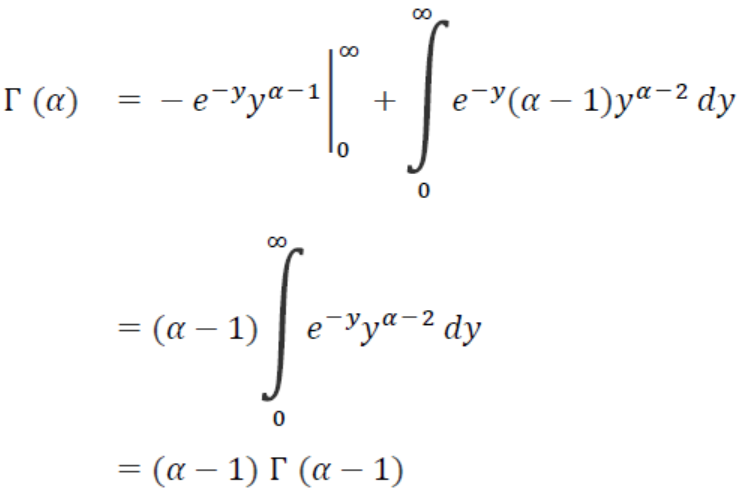 Γ (α) = − e^{−y}y^{α−1}|_0^∞ + ∫_0^∞ e^{−y}(α − 1)y^{α−2} dy
= (α − 1) ∫_0^∞ e^{−y}y^{α−2} dy
= (α − 1) Γ (α − 1)